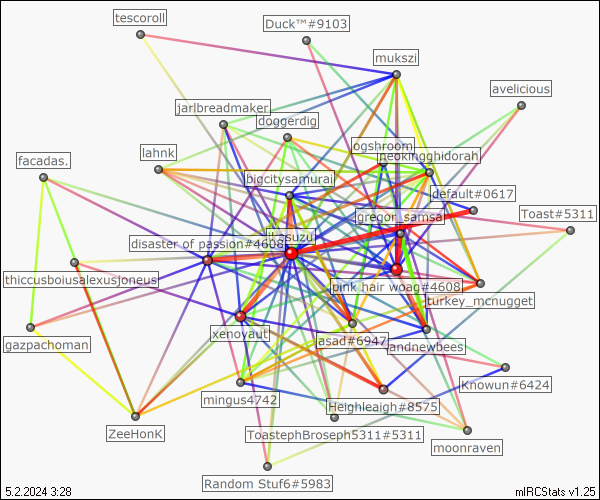 tescoroll
Duck™#9103
mukszi
avelicious
jarlbreadmaker
doggerdig
ogshroom
neokingghidorah
lahnk
facadas.
bigcitysamurai
default#0617
gregor_samsa
Toast#5311
disaster of passion#4608
thiccusboiusalexusjoneus
pink hair woag#4608
turkey_mcnugget
xenovaut
gazpachoman
asad#6947
andnewbees
Knowun#6424
mingus4742
Heighleaigh#8575
ZeeHonK
ToastephBroseph5311#5311
moonraven
Random Stuf6#5983
5.2.2024 3:28
mIRCStats v1.25